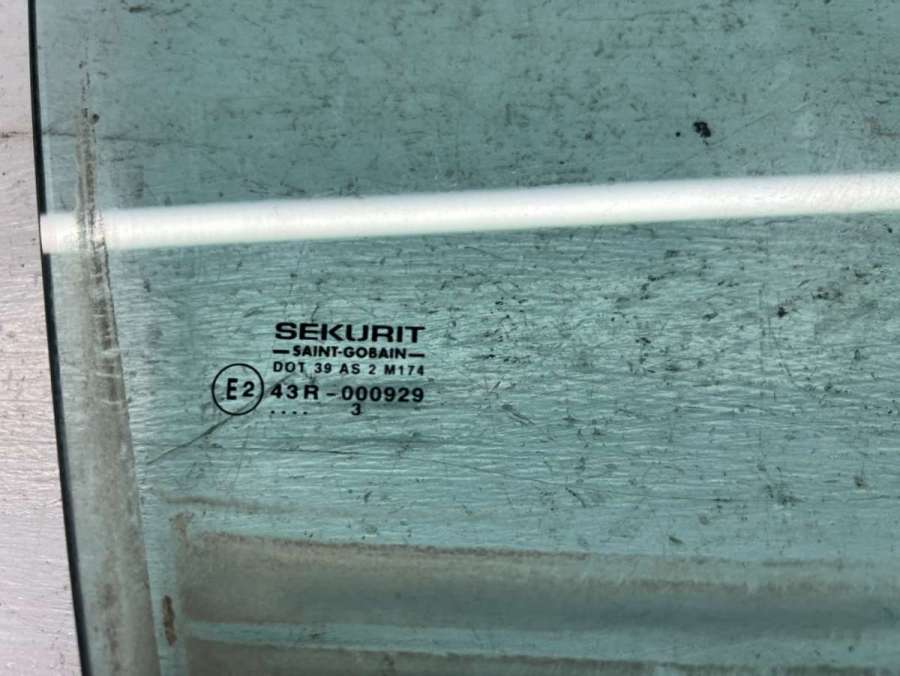 SEKURIT
SAINT-GOBAIN
DOT 39 AS 2 M174
E2 43R-000929
.... 3